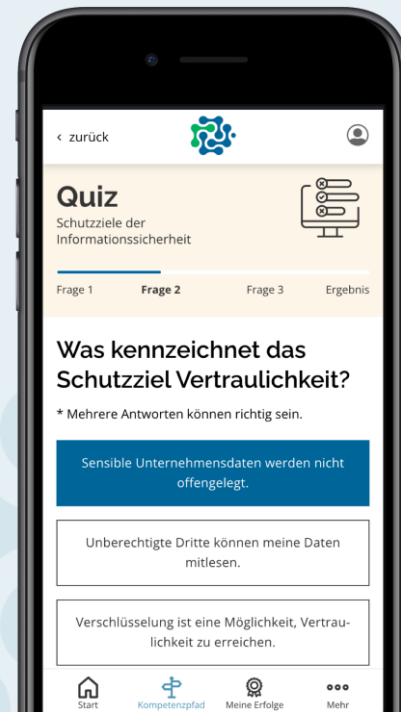 ‹ zurück
Quiz
Schutzziele der
Informationssicherheit
Frage 1 Frage 2 Frage 3 Ergebnis
Was kennzeichnet das
Schutzziel Vertraulichkeit?
* Mehrere Antworten können richtig sein.
Sensible Unternehmensdaten werden nicht
offengelegt.
Unberechtigte Dritte können meine Daten
mitlesen.
Verschlüsselung ist eine Möglichkeit, Vertrau-
lichkeit zu erreichen.
Start Kompetenzpfad Meine Erfolge Mehr